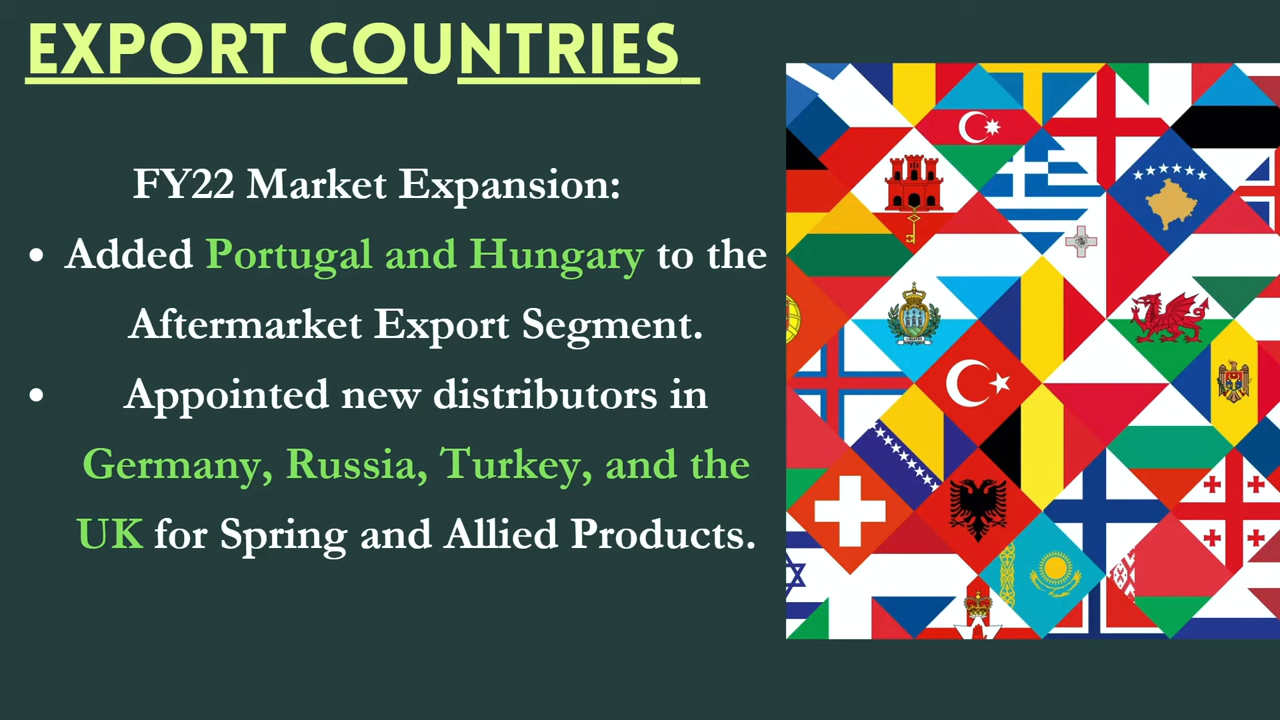 EXPORT COUNTRIES
FY22 Market Expansion:
• Added Portugal and Hungary to the
Aftermarket Export Segment.
• Appointed new distributors in
Germany, Russia, Turkey, and the
UK for Spring and Allied Products.